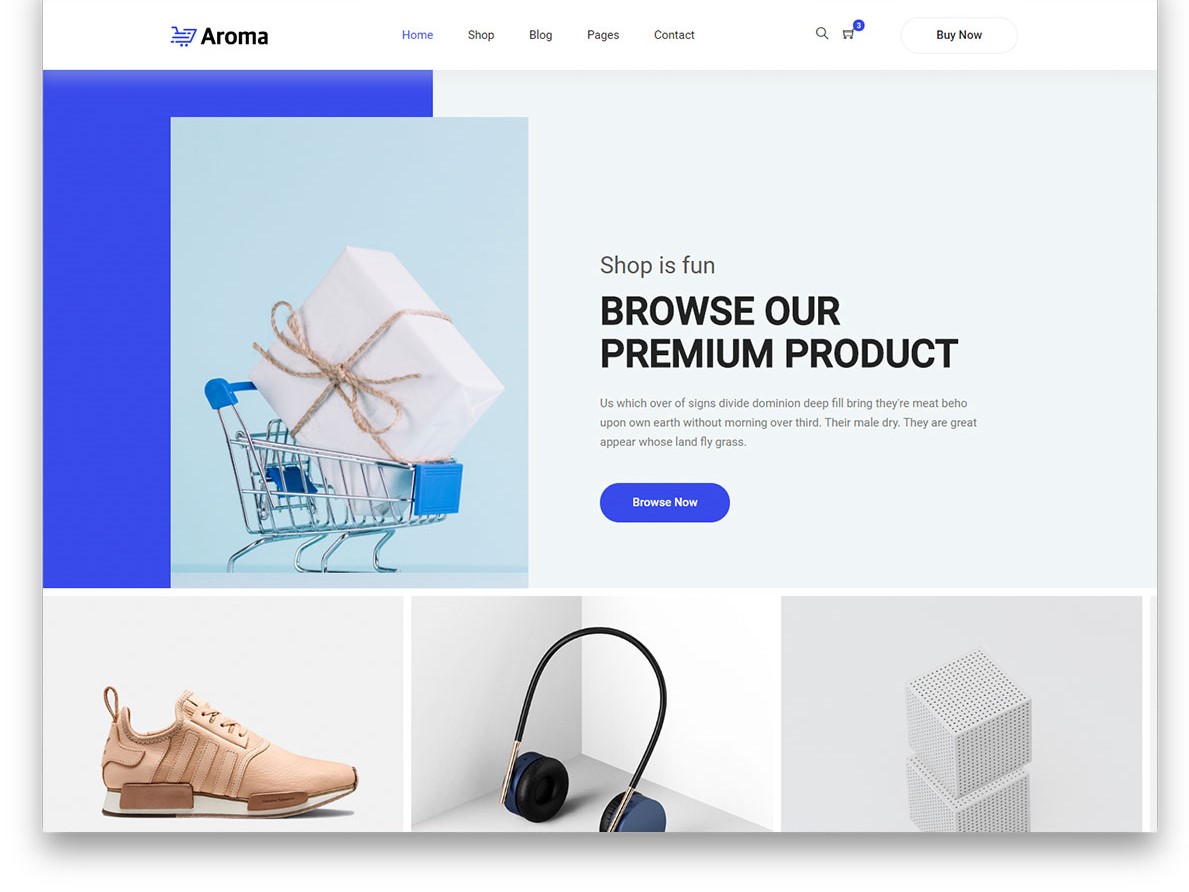 Aroma
Home Shop Blog Pages Contact 3 Buy Now
Shop is fun
BROWSE OUR
PREMIUM PRODUCT
Us which over of signs divide dominion deep fill bring they're meat beho
upon own earth without morning over third. Their male dry. They are great
appear whose land fly grass.
Browse Now